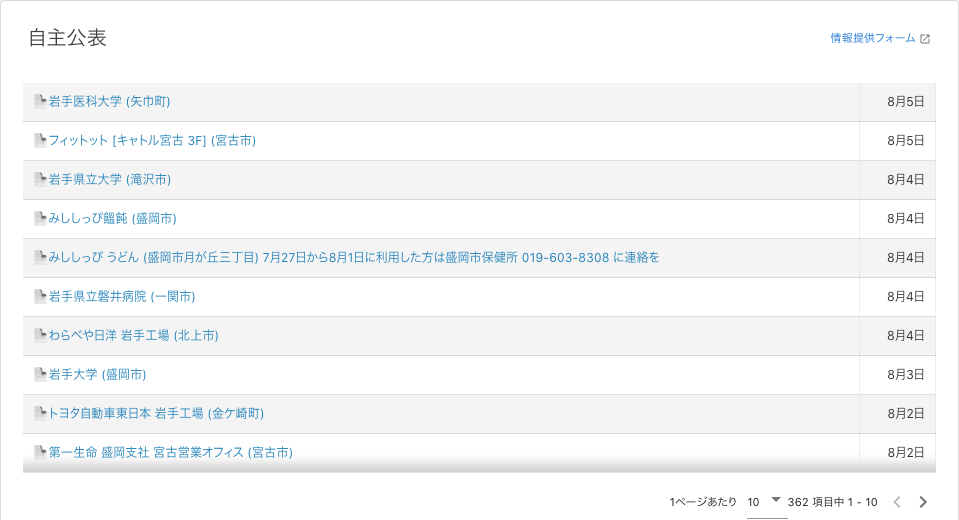 自主公表
情報提供フォーム
岩手医科大学 (矢巾町) 8月5日
フィットット [キャトル宮古 3F] (宮古市) 8月5日
岩手県立大学 (滝沢市) 8月4日
みししっぴ饂飩 (盛岡市) 8月4日
みししっぴ うどん (盛岡市月が丘三丁目) 7月27日から8月1日に利用した方は盛岡市保健所 019-603-8308 に連絡を 8月4日
岩手県立磐井病院 (一関市) 8月4日
わらべや日洋 岩手工場 (北上市) 8月4日
岩手大学 (盛岡市) 8月3日
トヨタ自動車東日本 岩手工場 (金ケ崎町) 8月2日
第一生命 盛岡支社 宮古営業オフィス (宮古市) 8月2日
1ページあたり 10 362 項目中 1 - 10